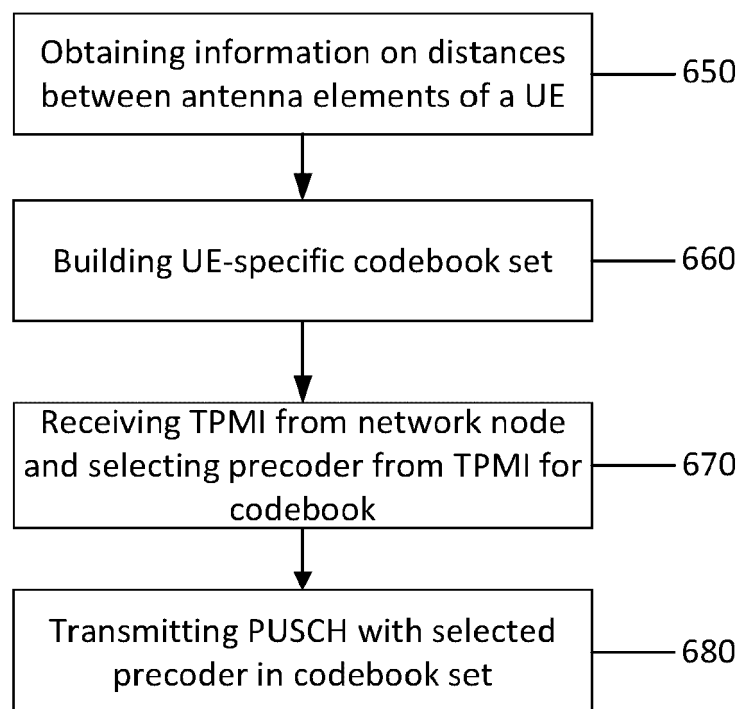 Obtaining information on distances
between antenna elements of a UE
650
Building UE-specific codebook set
660
Receiving TPMI from network node
and selecting precoder from TPMI for
codebook
670
Transmitting PUSCH with selected
precoder in codebook set
680